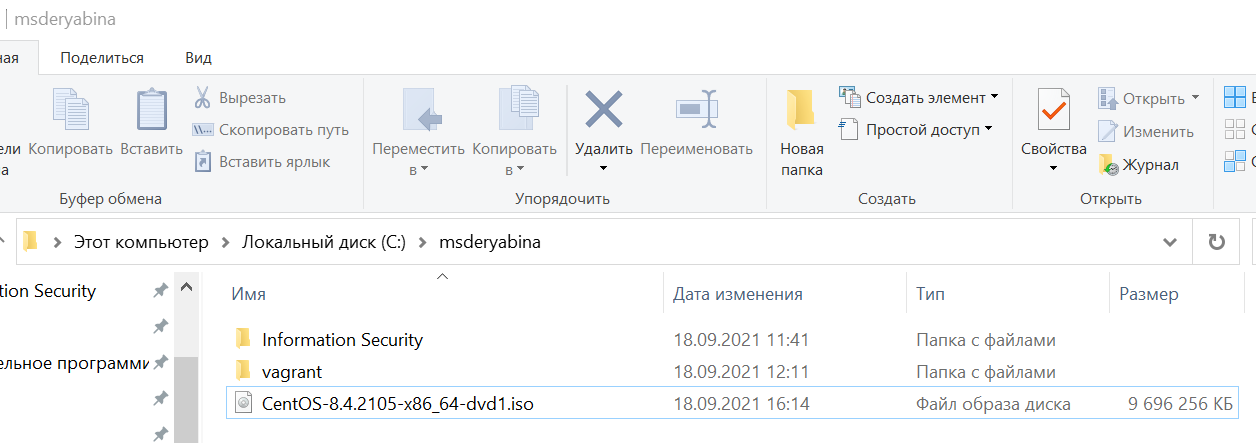 msderyabina
ная Поделиться Вид
Копировать Вставить
Вырезать
Скопировать путь
Вставить ярлык
Буфер обмена
Переместить в
Копировать в
Удалить
Переименовать
Упорядочить
Новая папка
Создать элемент
Простой доступ
Создать
Свойства
Открыть
Изменить
Журнал
Открыть
Этот компьютер Локальный диск (C:) msderyabina
tion Security
ельное программи
Имя Дата изменения Тип Размер
Information Security 18.09.2021 11:41 Папка с файлами
vagrant 18.09.2021 12:11 Папка с файлами
CentOS-8.4.2105-x86_64-dvd1.iso 18.09.2021 16:14 Файл образа диска 9 696 256 КБ